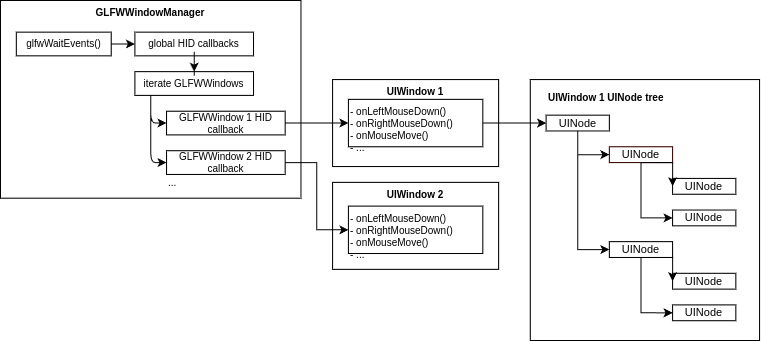 GLFWWindowManager
glfwWaitEvents()
global HID callbacks
iterate GLFWWindows
GLFWWindow 1 HID
callback
GLFWWindow 2 HID
callback
...
UIWindow 1
- onLeftMouseDown()
- onRightMouseDown()
- onMouseMove()
- ...
UIWindow 2
- onLeftMouseDown()
- onRightMouseDown()
- onMouseMove()
- ...
UIWindow 1 UINode tree
UINode
UINode
UINode
UINode
UINode
UINode
UINode